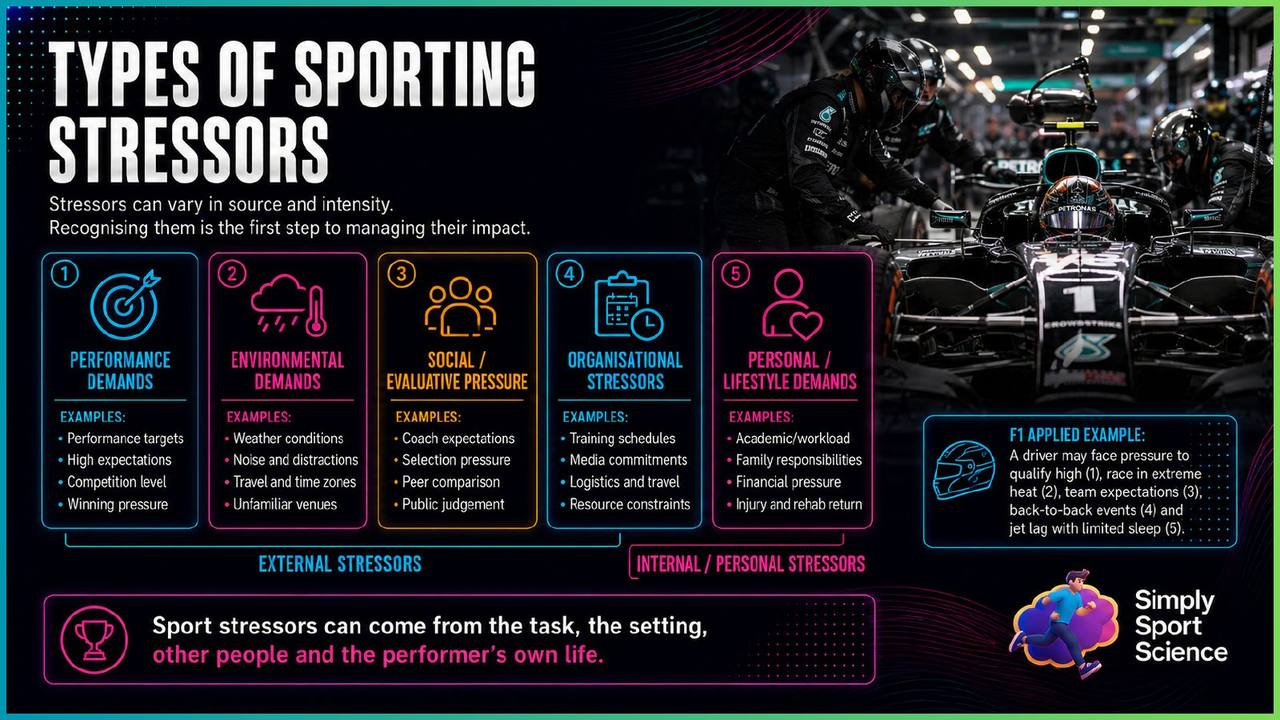 TYPES OF SPORTING
STRESSORS
Stressors can vary in source and intensity.
Recognising them is the first step to managing their impact.
1
PERFORMANCE
DEMANDS
EXAMPLES:
• Performance targets
• High expectations
• Competition level
• Winning pressure
2
ENVIRONMENTAL
DEMANDS
EXAMPLES:
• Weather conditions
• Noise and distractions
• Travel and time zones
• Unfamiliar venues
3
SOCIAL /
EVALUATIVE PRESSURE
EXAMPLES:
• Coach expectations
• Selection pressure
• Peer comparison
• Public judgement
4
ORGANISATIONAL
STRESSORS
EXAMPLES:
• Training schedules
• Media commitments
• Logistics and travel
• Resource constraints
5
PERSONAL /
LIFESTYLE DEMANDS
EXAMPLES:
• Academic/workload
• Family responsibilities
• Financial pressure
• Injury and rehab return
EXTERNAL STRESSORS
INTERNAL / PERSONAL STRESSORS
Sport stressors can come from the task, the setting,
other people and the performer's own life.
PETRONAS
1
CROWDSTRIKE
F1 APPLIED EXAMPLE:
A driver may face pressure to
qualify high (1), race in extreme
heat (2), team expectations (3),
back-to-back events (4) and
jet lag with limited sleep (5).
Simply
Sport
Science